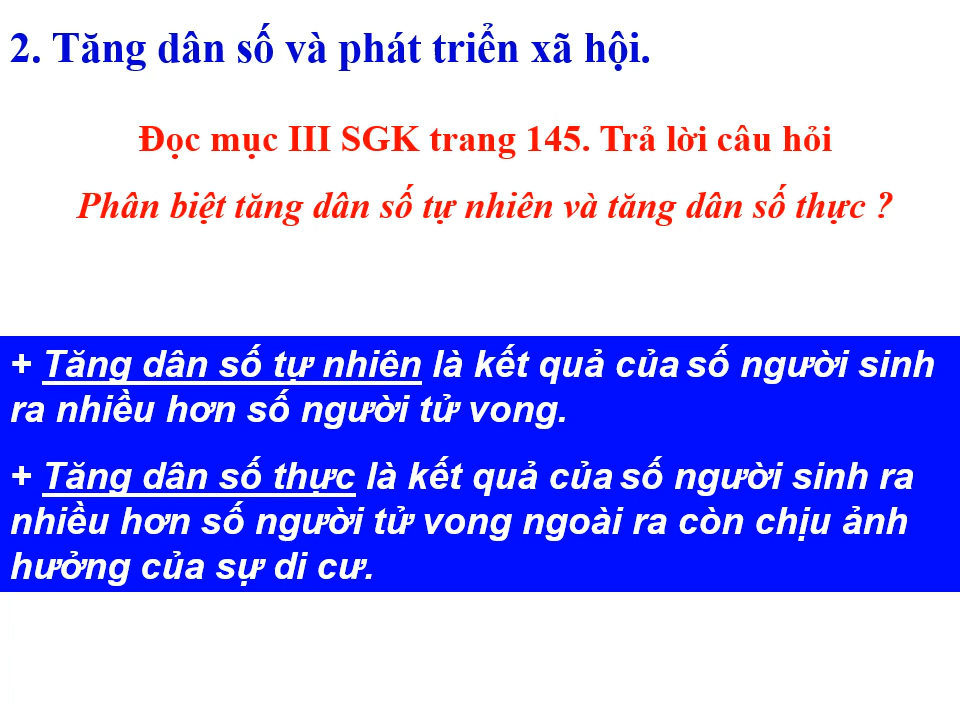 2. Tăng dân số và phát triển xã hội.
Đọc mục III SGK trang 145. Trả lời câu hỏi
Phân biệt tăng dân số tự nhiên và tăng dân số thực ?
+ Tăng dân số tự nhiên là kết quả của số người sinh
ra nhiều hơn số người tử vong.
+ Tăng dân số thực là kết quả của số người sinh ra
nhiều hơn số người tử vong ngoài ra còn chịu ảnh
hưởng của sự di cư.